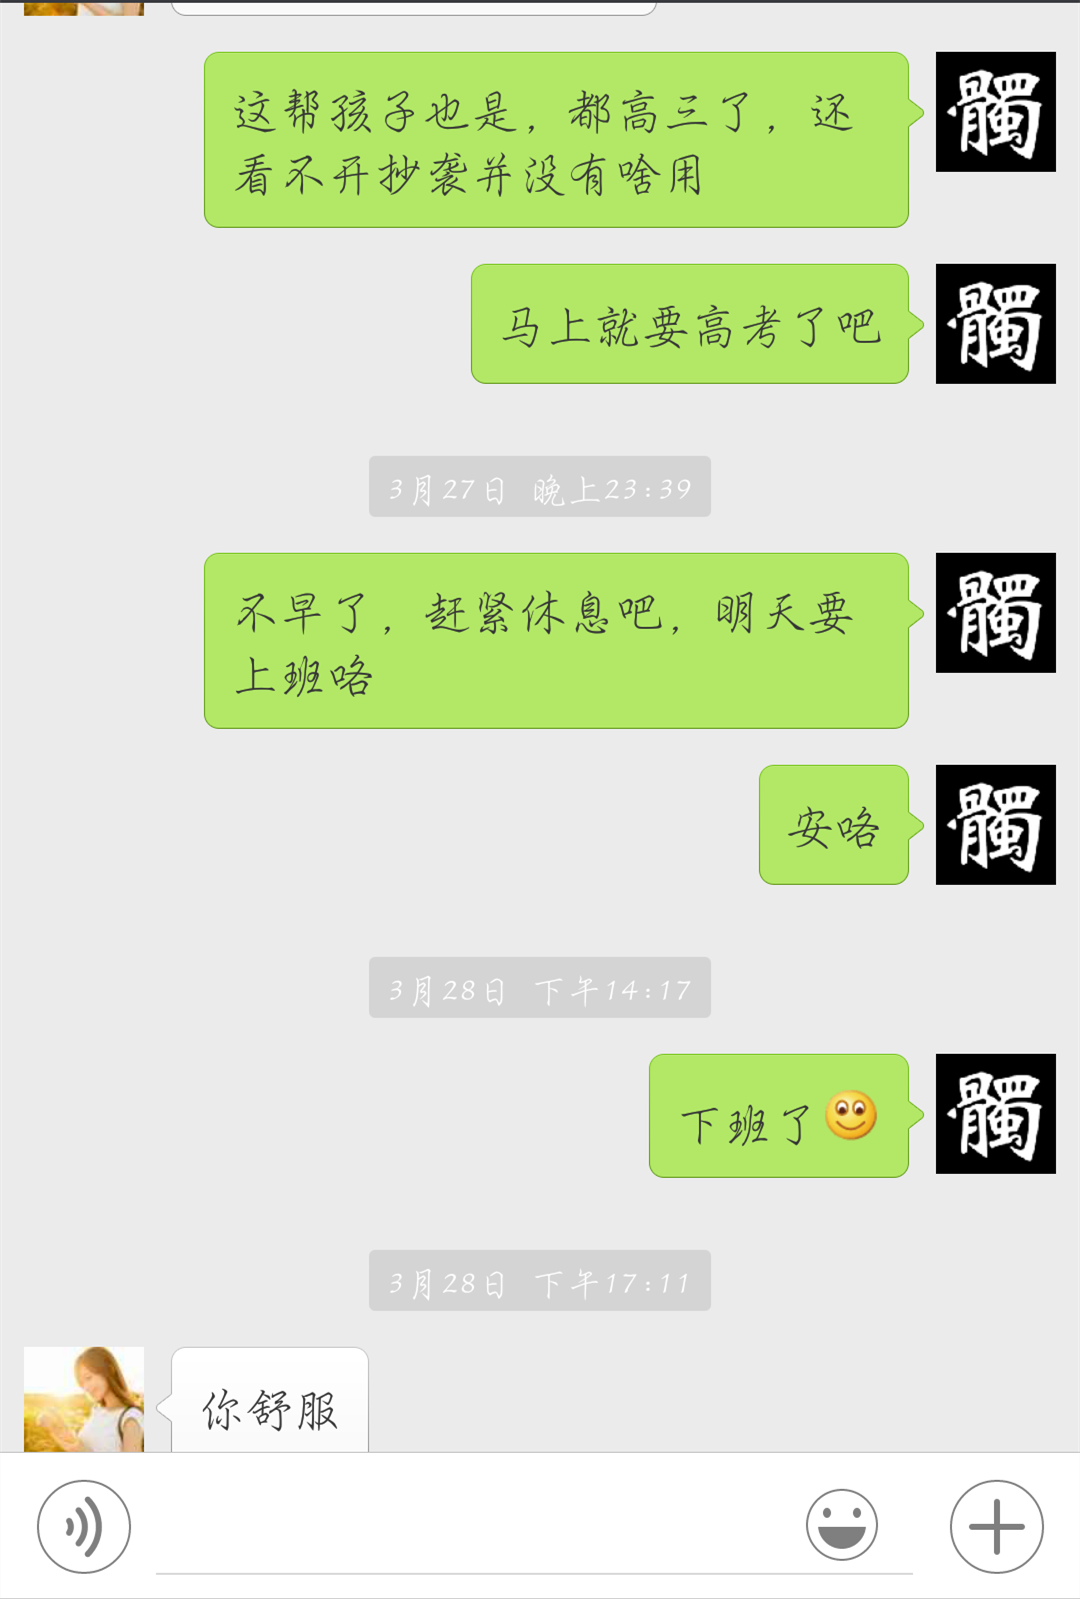 这帮孩子也是，都高三了，还
看不开抄袭并没有啥用
髑
马上就要高考了吧
髑
3月27日 晚上23:39
不早了，赶紧休息吧，明天要
上班咯
髑
安咯
髑
3月28日 下午14:17
下班了
髑
3月28日 下午17:11
你舒服